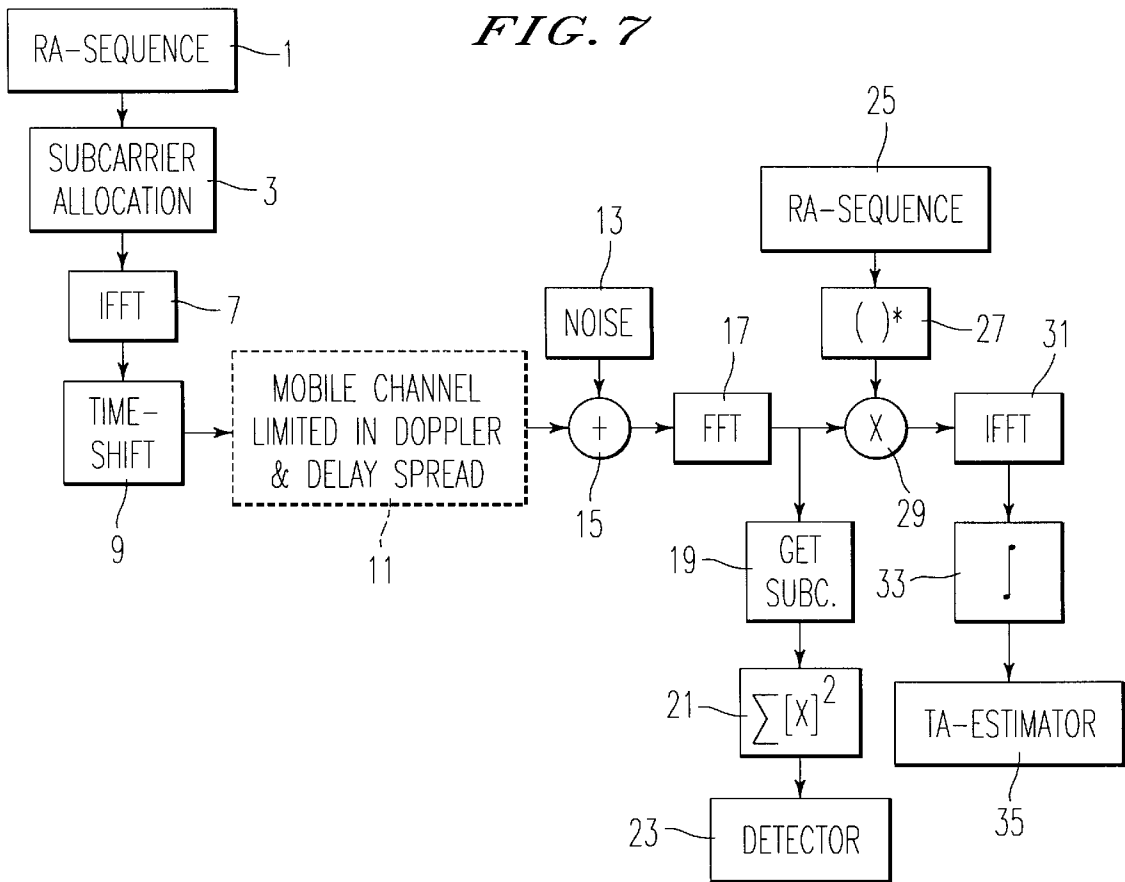 FIG. 7
RA-SEQUENCE
1
SUBCARRIER
ALLOCATION
3
IFFT
7
TIME-
SHIFT
9
MOBILE CHANNEL
LIMITED IN DOPPLER
& DELAY SPREAD
11
13
NOISE
+
15
17
FFT
25
RA-SEQUENCE
( )*
27
X
29
31
IFFT
19
GET
SUBC.
33
∫
21
∑[X]²
TA-ESTIMATOR
35
23
DETECTOR